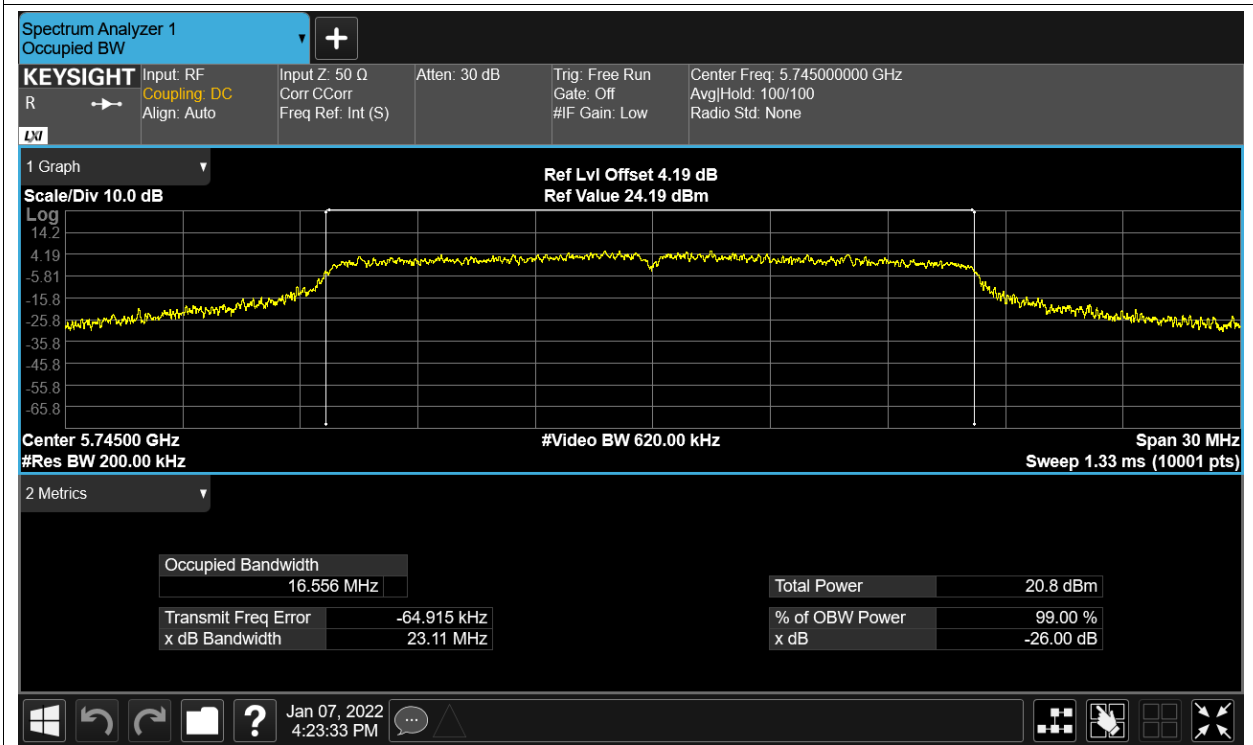 Spectrum Analyzer 1
Occupied BW
KEYSIGHT
R
LXI
Input: RF
Coupling: DC
Align: Auto
Input Z: 50 Ω
Corr CCorr
Freq Ref: Int (S)
Atten: 30 dB
Trig: Free Run
Gate: Off
#IF Gain: Low
Center Freq: 5.745000000 GHz
Avg|Hold: 100/100
Radio Std: None
1 Graph
Scale/Div 10.0 dB
Ref Lvl Offset 4.19 dB
Ref Value 24.19 dBm
Log
14.2
4.19
-5.81
-15.8
-25.8
-35.8
-45.8
-55.8
-65.8
Center 5.74500 GHz
#Res BW 200.00 kHz
#Video BW 620.00 kHz
Span 30 MHz
Sweep 1.33 ms (10001 pts)
2 Metrics
Occupied Bandwidth
16.556 MHz
Transmit Freq Error -64.915 kHz
x dB Bandwidth 23.11 MHz
Total Power 20.8 dBm
% of OBW Power 99.00 %
x dB -26.00 dB
?
Jan 07, 2022
4:23:33 PM